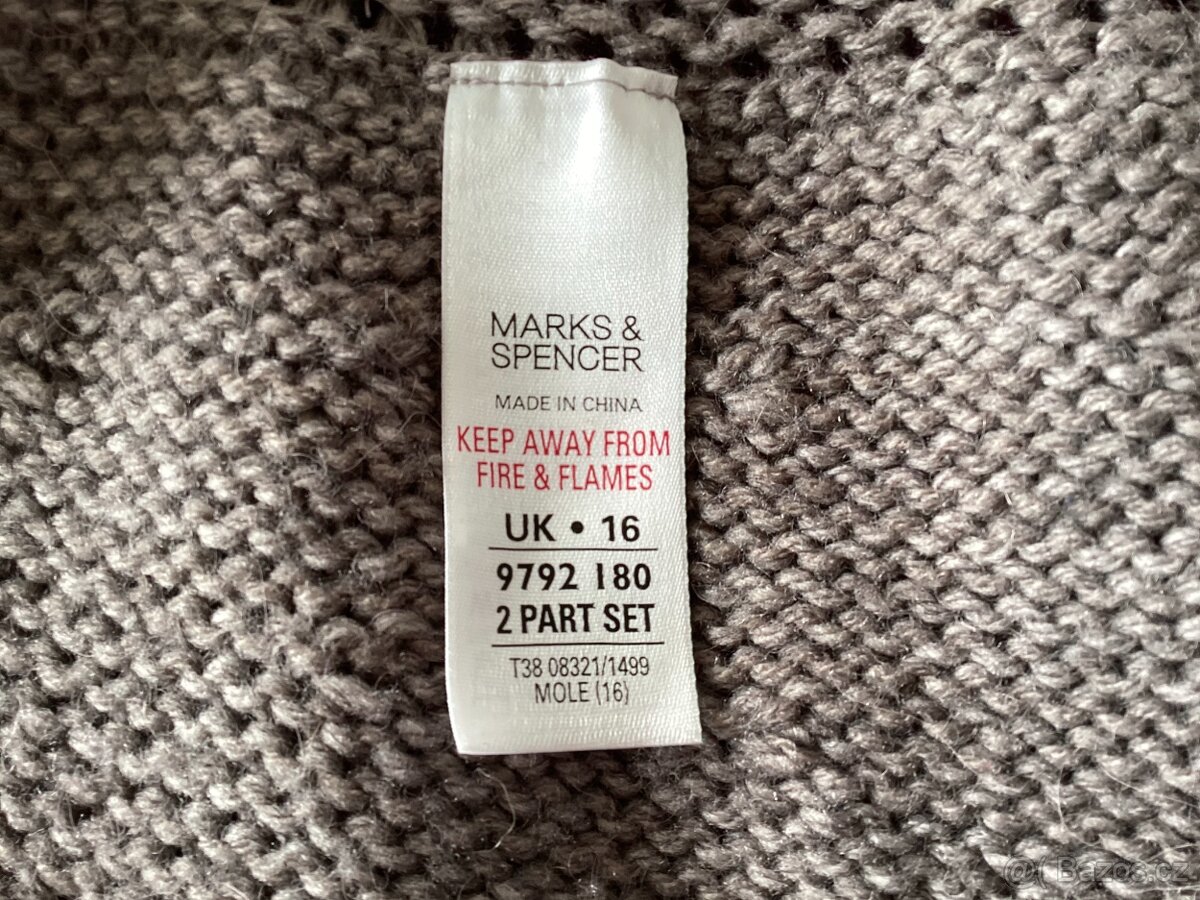 MARKS &
SPENCER
MADE IN CHINA
KEEP AWAY FROM
FIRE & FLAMES
UK • 16
9792 180
2 PART SET
T38 08321/1499
MOLE (16)
Bazos.cz